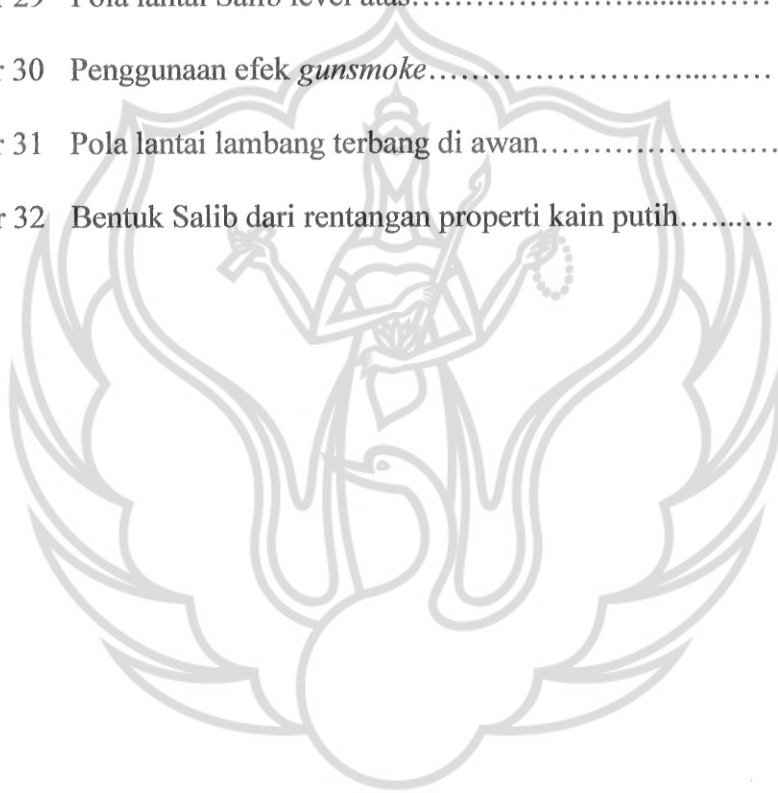 r 29 Pola lantai Salib level atas……………………..........……
r 30 Penggunaan efek gunsmoke……………………….....……
r 31 Pola lantai lambang terbang di awan……………………
r 32 Bentuk Salib dari rentangan properti kain putih…….....…